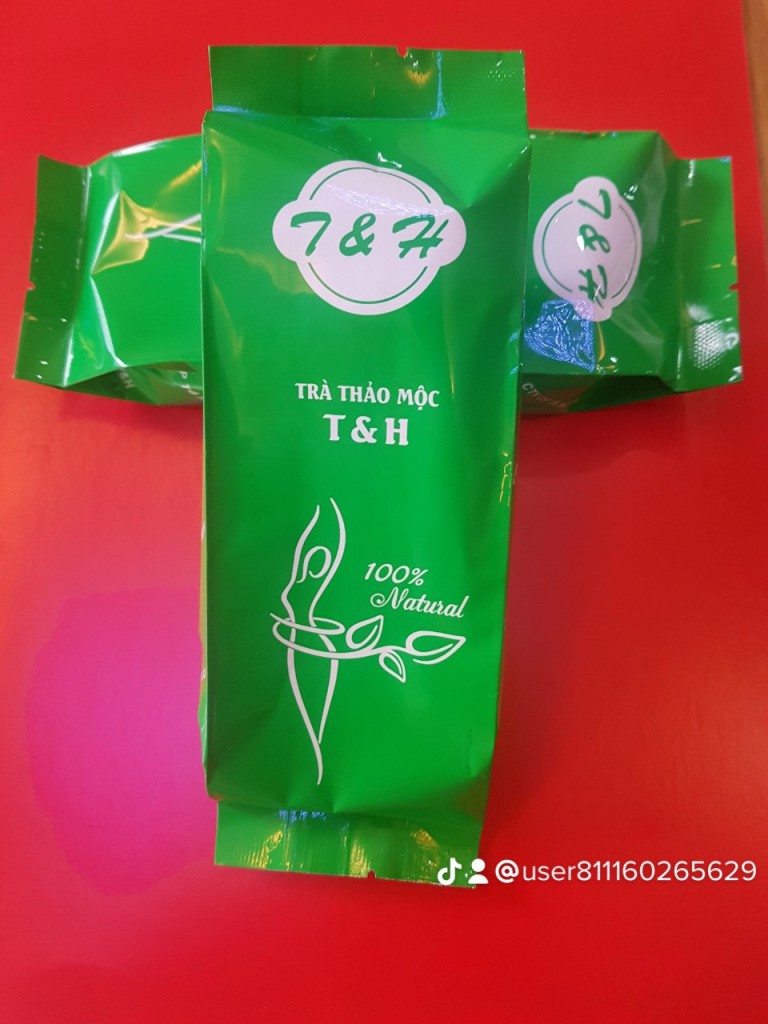 T & H
T & H
TRÀ THẢO MỘC
T & H
100%
Natural
@user811160265629